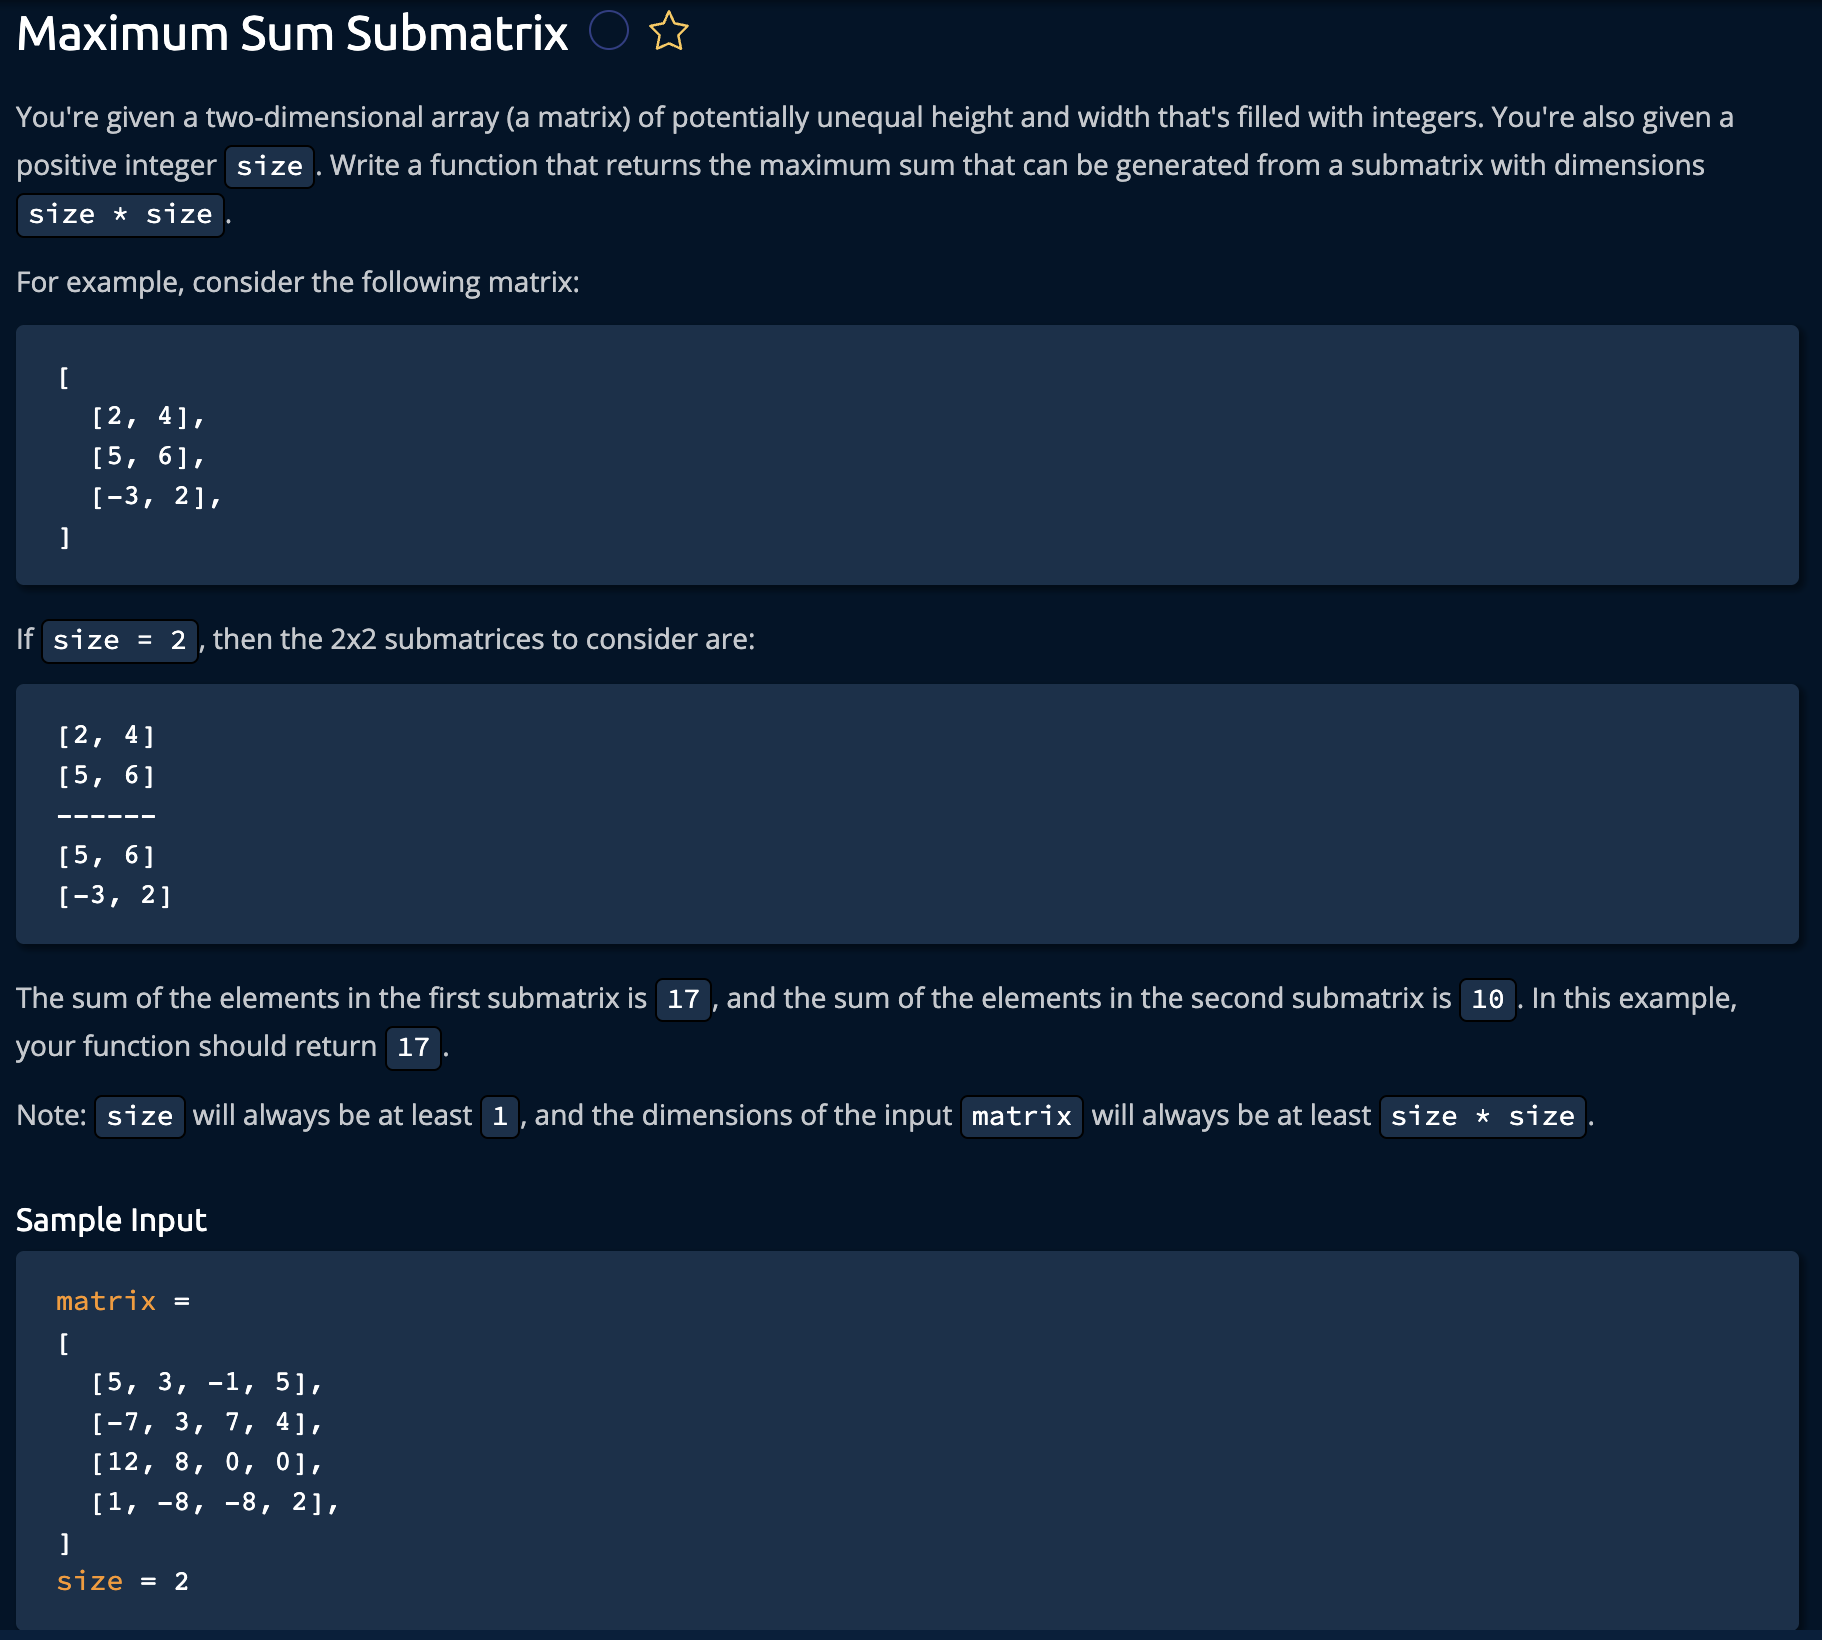 Maximum Sum Submatrix
You're given a two-dimensional array (a matrix) of potentially unequal height and width that's filled with integers. You're also given a
positive integer size. Write a function that returns the maximum sum that can be generated from a submatrix with dimensions
size * size.
For example, consider the following matrix:
[
  [2, 4],
  [5, 6],
  [-3, 2],
]
If size = 2, then the 2x2 submatrices to consider are:
[2, 4]
[5, 6]
------
[5, 6]
[-3, 2]
The sum of the elements in the first submatrix is 17, and the sum of the elements in the second submatrix is 10. In this example,
your function should return 17.
Note: size will always be at least 1, and the dimensions of the input matrix will always be at least size * size.
Sample Input
matrix =
[
  [5, 3, -1, 5],
  [-7, 3, 7, 4],
  [12, 8, 0, 0],
  [1, -8, -8, 2],
]
size = 2